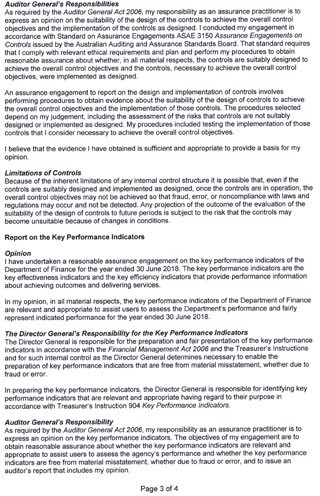 Auditor General's Responsibilities
As required by the Auditor General Act 2006, my responsibility as an assurance practitioner is to
express an opinion on the suitability of the design of the controls to achieve the overall control
objectives and the implementation of the controls as designed. I conducted my engagement in
accordance with Standard on Assurance Engagements ASAE 3150 Assurance Engagements on
Controls issued by the Australian Auditing and Assurance Standards Board. That standard requires
that I comply with relevant ethical requirements and plan and perform my procedures to obtain
reasonable assurance about whether, in all material respects, the controls are suitably designed to
achieve the overall control objectives and the controls, necessary to achieve the overall control
objectives, were implemented as designed.
An assurance engagement to report on the design and implementation of controls involves
performing procedures to obtain evidence about the suitability of the design of controls to achieve
the overall control objectives and the implementation of those controls. The procedures selected
depend on my judgement, including the assessment of the risks that controls are not suitably
designed or implemented as designed. My procedures included testing the implementation of those
controls that I consider necessary to achieve the overall control objectives.
I believe that the evidence I have obtained is sufficient and appropriate to provide a basis for my
opinion.
Limitations of Controls
Because of the inherent limitations of any internal control structure it is possible that, even if the
controls are suitably designed and implemented as designed, once the controls are in operation, the
overall control objectives may not be achieved so that fraud, error, or noncompliance with laws and
regulations may occur and not be detected. Any projection of the outcome of the evaluation of the
suitability of the design of controls to future periods is subject to the risk that the controls may
become unsuitable because of changes in conditions.
Report on the Key Performance Indicators
Opinion
I have undertaken a reasonable assurance engagement on the key performance indicators of the
Department of Finance for the year ended 30 June 2018. The key performance indicators are the
key effectiveness indicators and the key efficiency indicators that provide performance information
about achieving outcomes and delivering services.
In my opinion, in all material respects, the key performance indicators of the Department of Finance
are relevant and appropriate to assist users to assess the Department's performance and fairly
represent indicated performance for the year ended 30 June 2018.
The Director General's Responsibility for the Key Performance Indicators
The Director General is responsible for the preparation and fair presentation of the key performance
indicators in accordance with the Financial Management Act 2006 and the Treasurer's Instructions
and for such internal control as the Director General determines necessary to enable the
preparation of key performance indicators that are free from material misstatement, whether due to
fraud or error.
In preparing the key performance indicators, the Director General is responsible for identifying key
performance indicators that are relevant and appropriate having regard to their purpose in
accordance with Treasurer's Instruction 904 Key Performance Indicators.
Auditor General's Responsibility
As required by the Auditor General Act 2006, my responsibility as an assurance practitioner is to
express an opinion on the key performance indicators. The objectives of my engagement are to
obtain reasonable assurance about whether the key performance indicators are relevant and
appropriate to assist users to assess the agency's performance and whether the key performance
indicators are free from material misstatement, whether due to fraud or error, and to issue an
auditor's report that includes my opinion.
Page 3 of 4